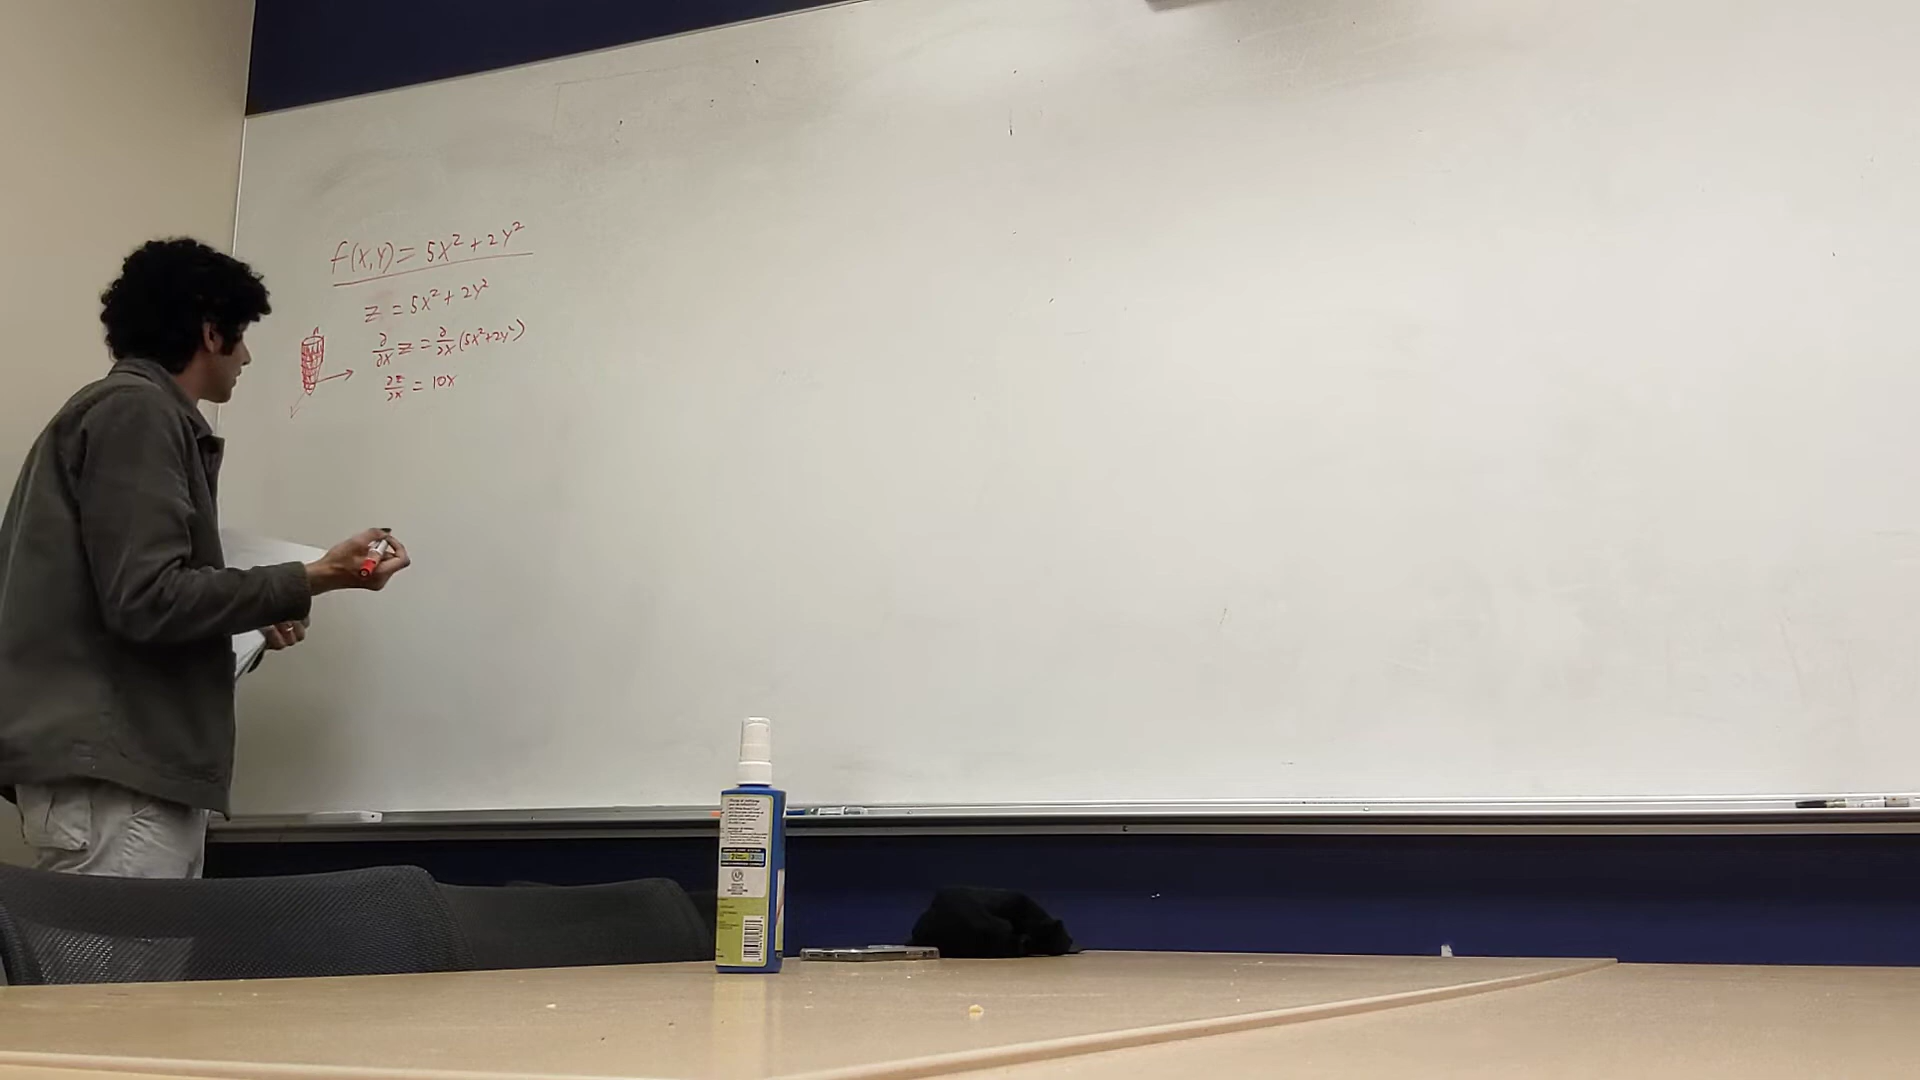 f(x,y) = 5x² + 2y²
z = 5x² + 2y²
∂/∂x z = ∂/∂x (5x²+2y²)
∂z/∂x = 10x